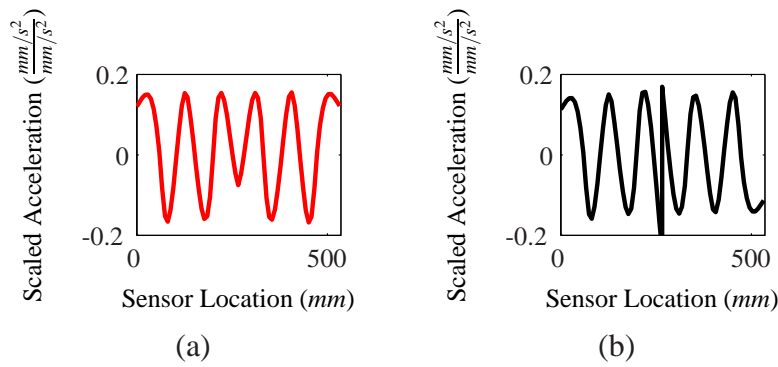 Scaled Acceleration (mm/s²/mm/s²)
0.2
0
-0.2
0
500
Sensor Location (mm)
(a)
Scaled Acceleration (mm/s²/mm/s²)
0.2
0
-0.2
0
500
Sensor Location (mm)
(b)